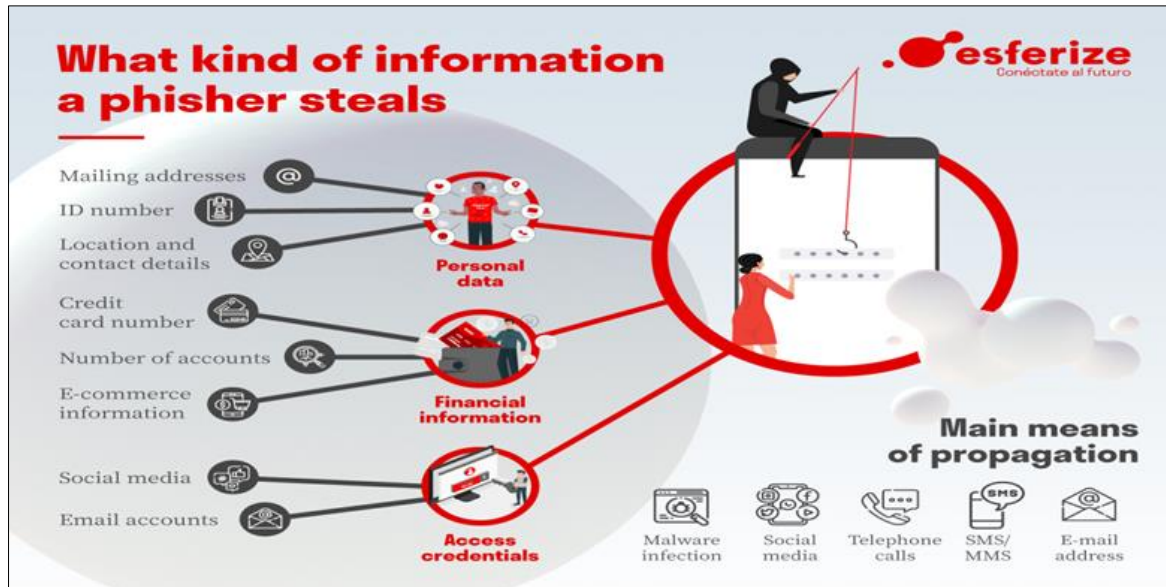 What kind of information
a phisher steals
esferize
Conéctate al futuro
Mailing addresses
@
ID number
Location and
contact details
Personal
data
Credit
card number
Number of accounts
E-commerce
information
Financial
information
Social media
Email accounts
Access
credentials
Main means
of propagation
Malware
infection
Social
media
Telephone
calls
SMS
SMS/
MMS
E-mail
address